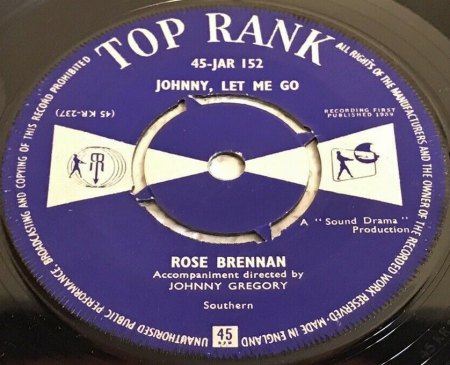 TOP RANK
45-JAR 152
JOHNNY, LET ME GO
(45 KR-237)
RECORDING FIRST
PUBLISHED 1959
A "Sound Drama"
Production.
ROSE BRENNAN
Accompaniment directed by
JOHNNY GREGORY
Southern
45
RPM
ALL RIGHTS OF THE MANUFACTURERS AND THE OWNER OF THE RECORDED WORK RESERVED-MADE IN ENGLAND
UNAUTHORISED PUBLIC PERFORMANCE, BROADCASTING AND COPYING OF THIS RECORD PROHIBITED